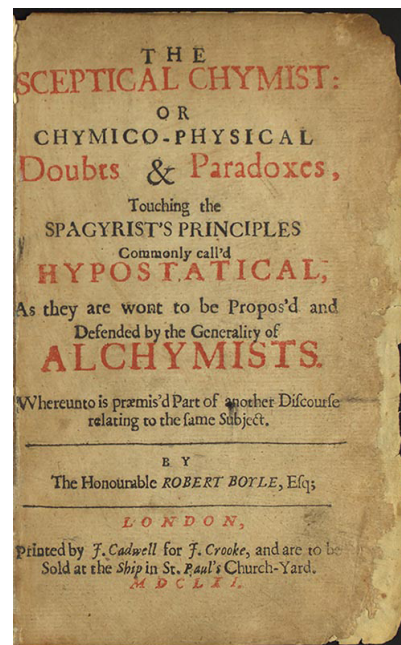 THE
SCEPTICAL CHYMIST:
OR
CHYMICO-PHYSICAL
Doubts & Paradoxes,
Touching the
SPAGYRIST'S PRINCIPLES
Commonly call'd
HYPOSTATICAL,
As they are wont to be Propos'd and
Defended by the Generality of
ALCHYMISTS.
Whereunto is præmis'd Part of another Diſcourſe
relating to the ſame Subject.
BY
The Honourable ROBERT BOYLE, Eſq;
LONDON,
Printed by J. Cadwell for J. Crooke, and are to be
Sold at the Ship in St. Paul's Church-Yard.
MDCLXI.